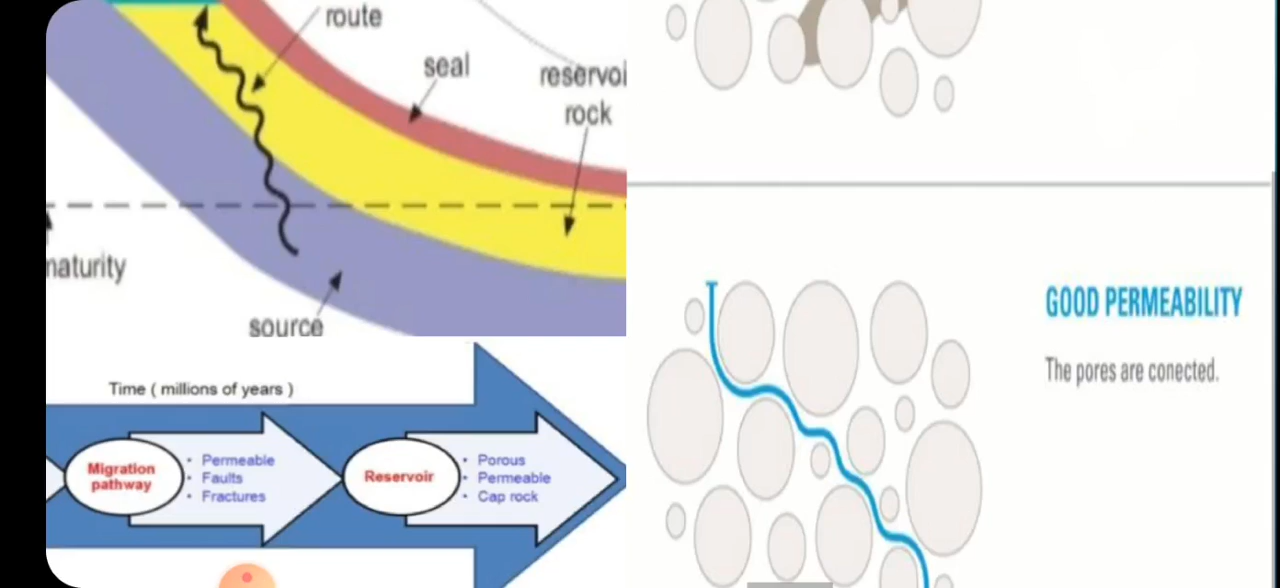 route
seal
reservoi
rock
naturity
source
Time ( millions of years )
Migration
pathway
• Permeable
• Faults
• Fractures
Reservoir
• Porous
• Permeable
• Cap rock
GOOD PERMEABILITY
The pores are conected.